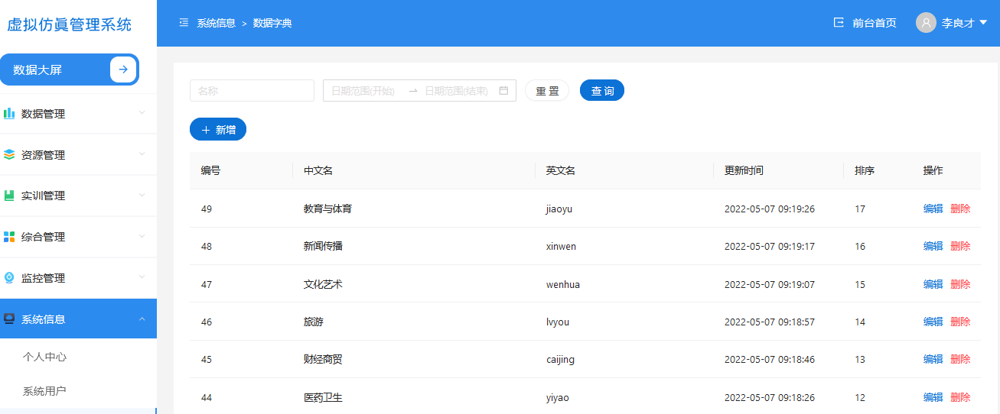 虚拟仿真管理系统
系统信息 > 数据字典
前台首页
李良才
数据大屏
数据管理
资源管理
实训管理
综合管理
监控管理
系统信息
个人中心
系统用户
名称
日期范围(开始)
日期范围(结束)
重 置
查 询
新增
编号 中文名 英文名 更新时间 排序 操作
49 教育与体育 jiaoyu 2022-05-07 09:19:26 17 编辑 删除
48 新闻传播 xinwen 2022-05-07 09:19:17 16 编辑 删除
47 文化艺术 wenhua 2022-05-07 09:19:07 15 编辑 删除
46 旅游 lvyou 2022-05-07 09:18:57 14 编辑 删除
45 财经商贸 caijing 2022-05-07 09:18:46 13 编辑 删除
44 医药卫生 yiyao 2022-05-07 09:18:26 12 编辑 删除